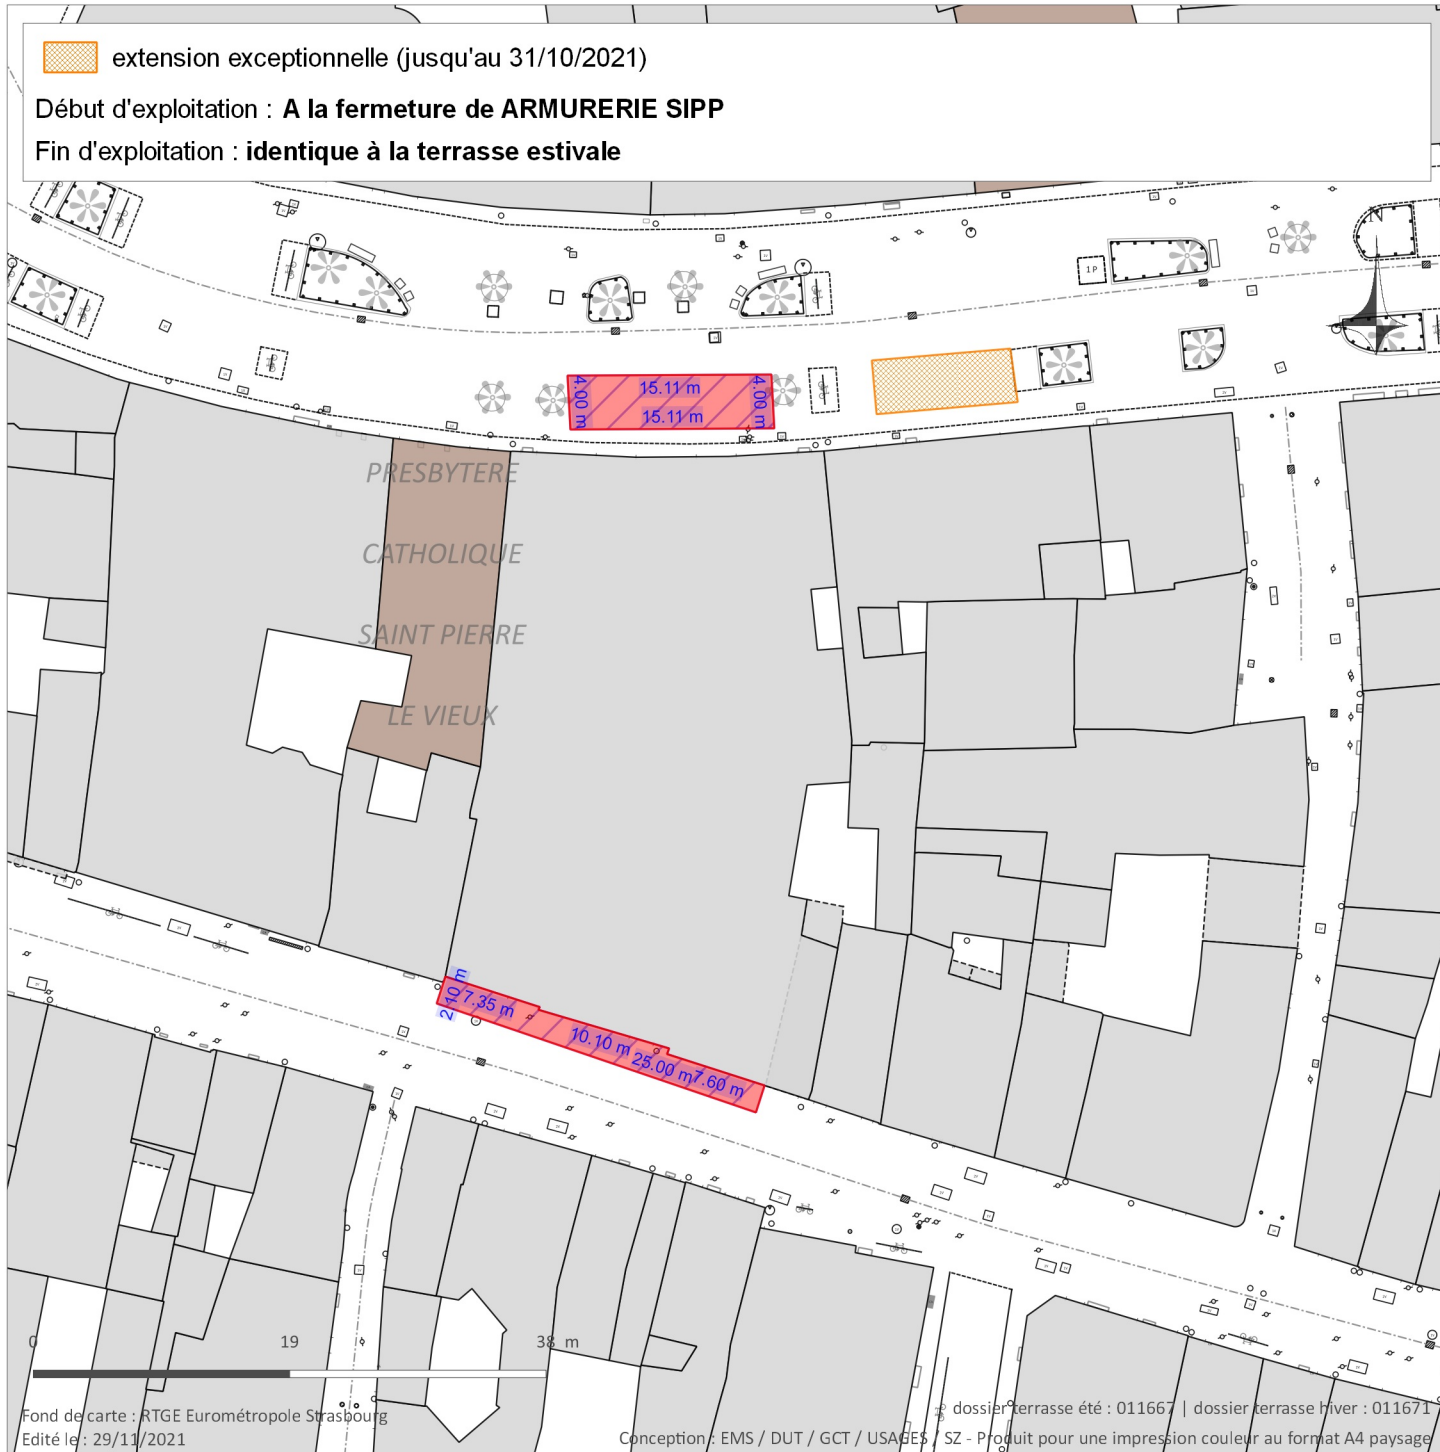 extension exceptionnelle (jusqu'au 31/10/2021)
Début d'exploitation : A la fermeture de ARMURERIE SIPP
Fin d'exploitation : identique à la terrasse estivale
N
1 P
4.00 m
15.11 m
4.00 m
15.11 m
PRESBYTERE
CATHOLIQUE
SAINT PIERRE
LE VIEUX
2.40 m
7.35 m
10.10 m
25.00 m
7.60 m
0 19 38 m
Fond de carte : RTGE Eurométropole Strasbourg
Edité le : 29/11/2021
dossier terrasse été : 011667 | dossier terrasse hiver : 011671
Conception : EMS / DUT / GCT / USAGES / SZ - Produit pour une impression couleur au format A4 paysage